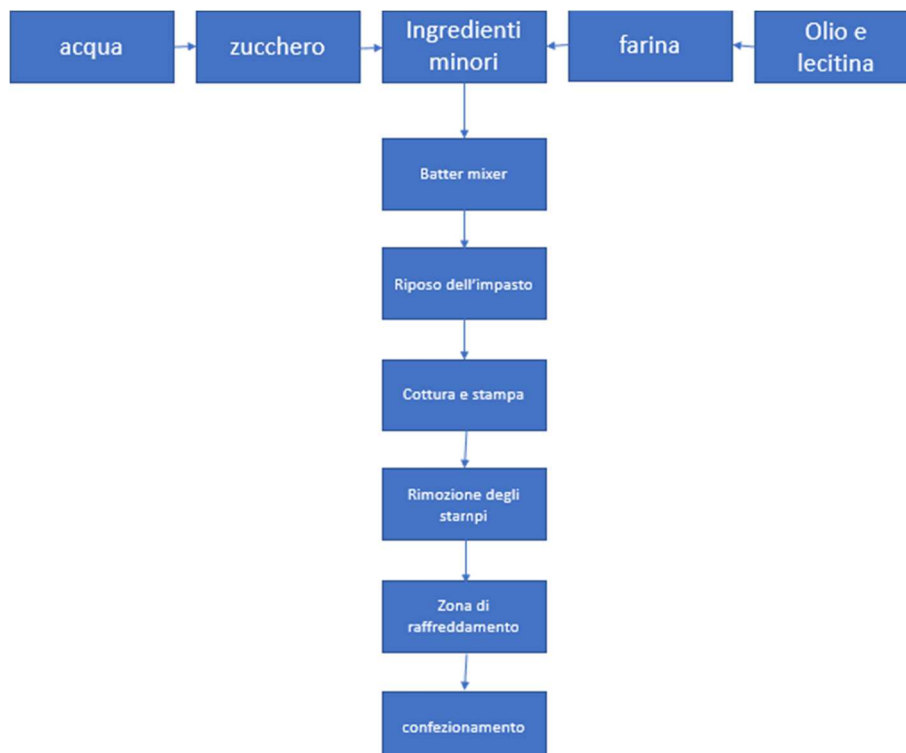 acqua
zucchero
Ingredienti
minori
farina
Olio e
lecitina
Batter mixer
Riposo dell'impasto
Cottura e stampa
Rimozione degli
stampi
Zona di
raffreddamento
confezionamento